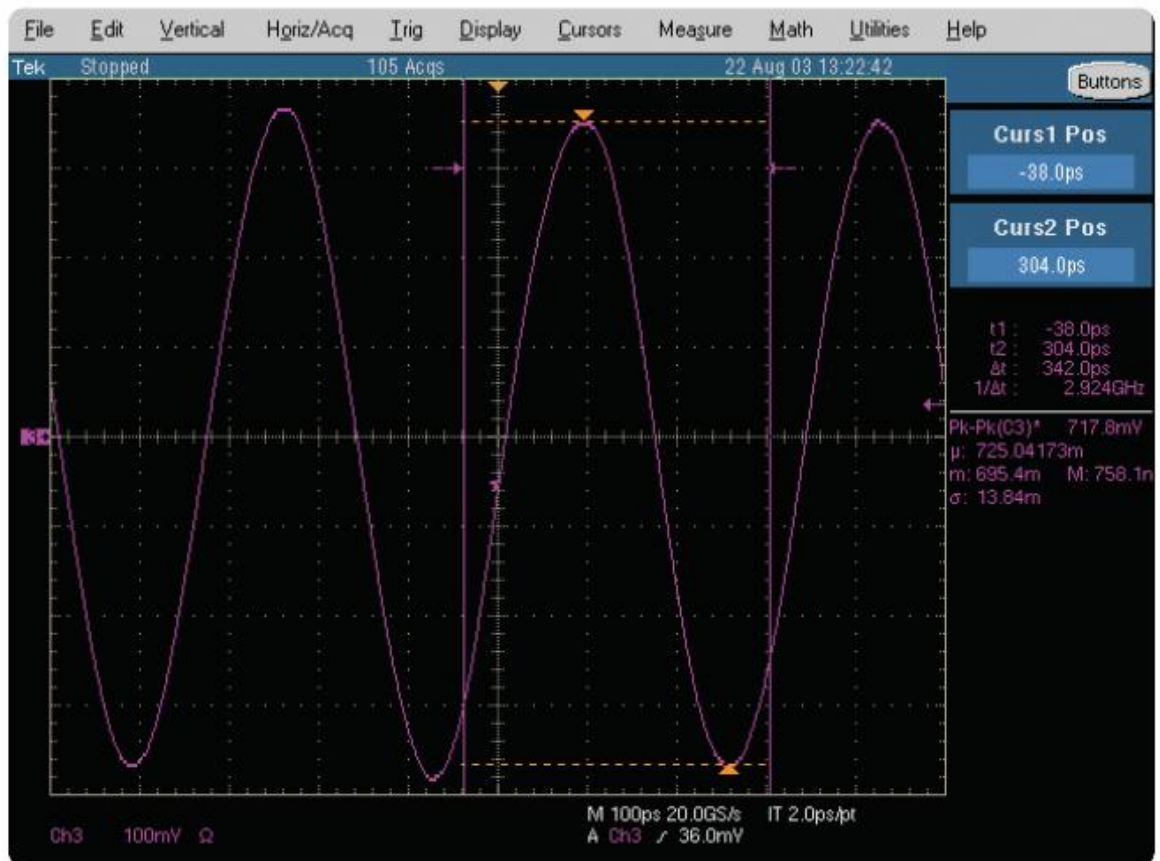 File Edit Vertical Horiz/Acq Trig Display Cursors Measure Math Utilities Help
Tek Stopped 105 Acqs 22 Aug 03 13:22:42
Buttons
Curs1 Pos
-38.0ps
Curs2 Pos
304.0ps
t1 : -38.0ps
t2 : 304.0ps
Δt : 342.0ps
1/Δt : 2.924GHz
Pk-Pk(C3)* 717.8mV
μ: 725.04173m
m: 695.4m M: 758.1n
σ: 13.84m
3
M 100ps 20.0GS/s IT 2.0ps/pt
Ch3 100mV Ω A Ch3 ƒ 36.0mV